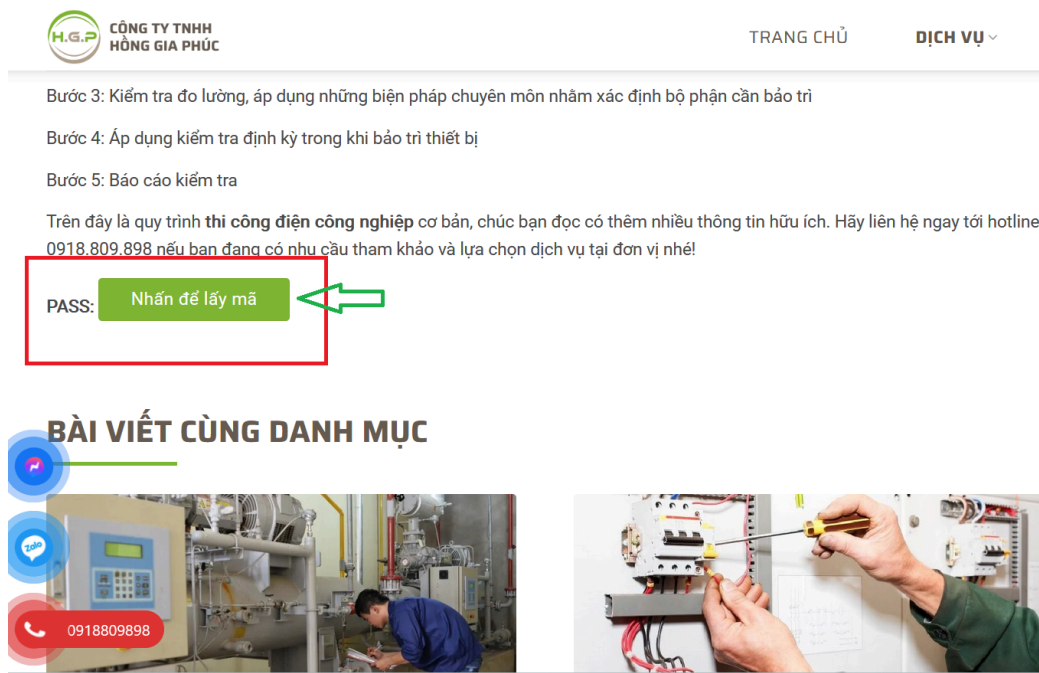 H.G.P
CÔNG TY TNHH
HỒNG GIA PHÚC
TRANG CHỦ
DỊCH VỤ
Bước 3: Kiểm tra đo lường, áp dụng những biện pháp chuyên môn nhằm xác định bộ phận cần bảo trì
Bước 4: Áp dụng kiểm tra định kỳ trong khi bảo trì thiết bị
Bước 5: Báo cáo kiểm tra
Trên đây là quy trình thi công điện công nghiệp cơ bản, chúc bạn đọc có thêm nhiều thông tin hữu ích. Hãy liên hệ ngay tới hotline
0918.809.898 nếu bạn đang có nhu cầu tham khảo và lựa chọn dịch vụ tại đơn vị nhé!
PASS: Nhấn để lấy mã
BÀI VIẾT CÙNG DANH MỤC
Zalo
0918809898